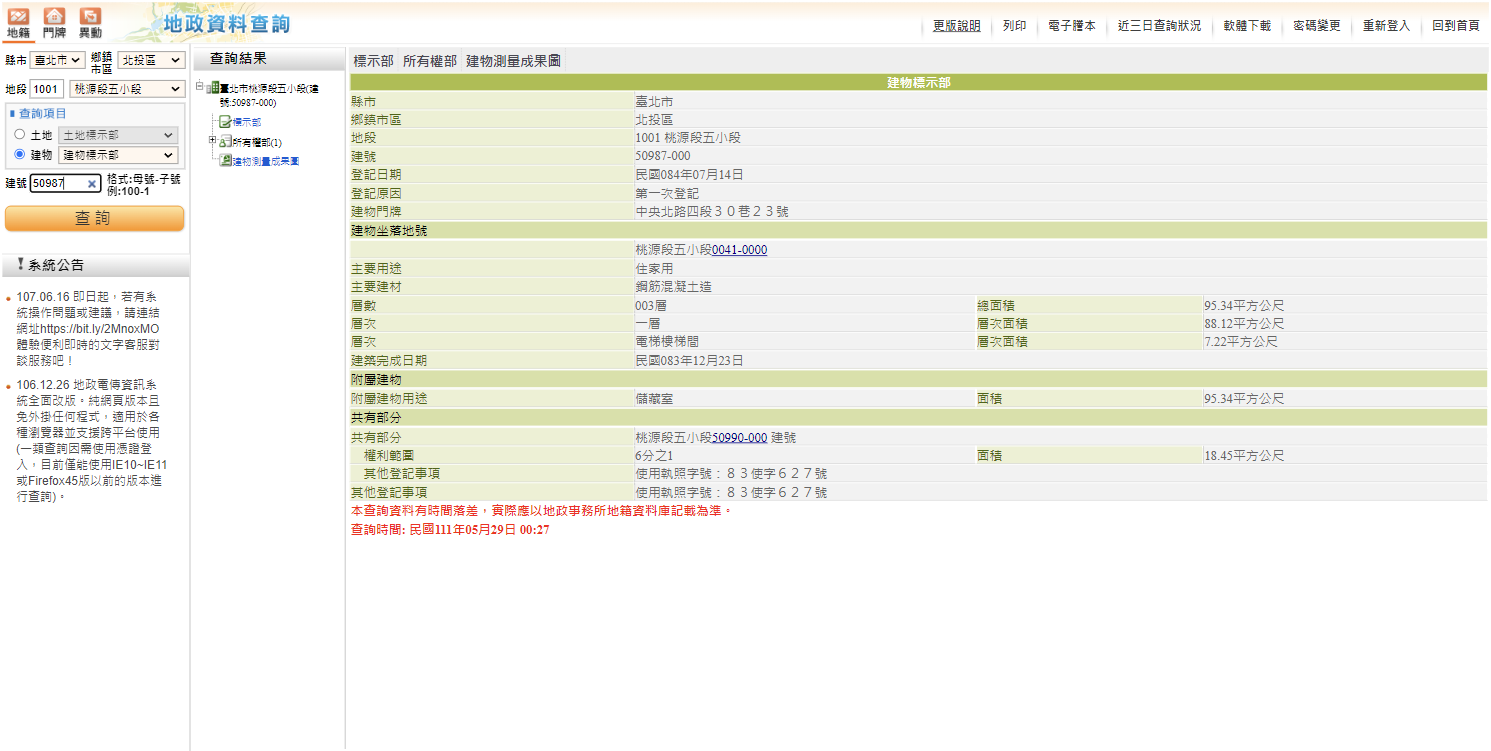 地籍 門牌 異動 地政資料查詢 更版說明 列印 電子謄本 近三日查詢狀況 軟體下載 密碼變更 重新登入 回到首頁
縣市 臺北市 鄉鎮市區 北投區
地段 1001 桃源段五小段
查詢項目
土地 土地標示部
建物 建物標示部
建號 50987 格式:母號-子號
例:100-1
查詢
系統公告
107.06.16 即日起，若有系
統操作問題或建議，請連結
網址https://bit.ly/2MnoxMO
體驗便利即時的文字客服對
談服務吧！
106.12.26 地政電傳資訊系
統全面改版。純網頁版本且
免外掛任何程式，適用於各
種瀏覽器並支援跨平台使用
(一類查詢因需使用憑證登
入，目前僅能使用IE10~IE11
或Firefox45版以前的版本進
行查詢)。
查詢結果
臺北市桃源段五小段(建
號:50987-000)
標示部
所有權部(1)
建物測量成果圖
標示部 所有權部 建物測量成果圖
建物標示部
縣市 臺北市
鄉鎮市區 北投區
地段 1001 桃源段五小段
建號 50987-000
登記日期 民國084年07月14日
登記原因 第一次登記
建物門牌 中央北路四段３０巷２３號
建物坐落地號
桃源段五小段0041-0000
主要用途 住家用
主要建材 鋼筋混凝土造
層數 003層 總面積 95.34平方公尺
層次 一層 層次面積 88.12平方公尺
層次 電梯樓梯間 層次面積 7.22平方公尺
建築完成日期 民國083年12月23日
附屬建物
附屬建物用途 儲藏室 面積 95.34平方公尺
共有部分
共有部分 桃源段五小段50990-000 建號
權利範圍 6分之1 面積 18.45平方公尺
其他登記事項 使用執照字號：８３使字６２７號
其他登記事項 使用執照字號：８３使字６２７號
本查詢資料有時間落差，實際應以地政事務所地籍資料庫記載為準。
查詢時間: 民國111年05月29日 00:27